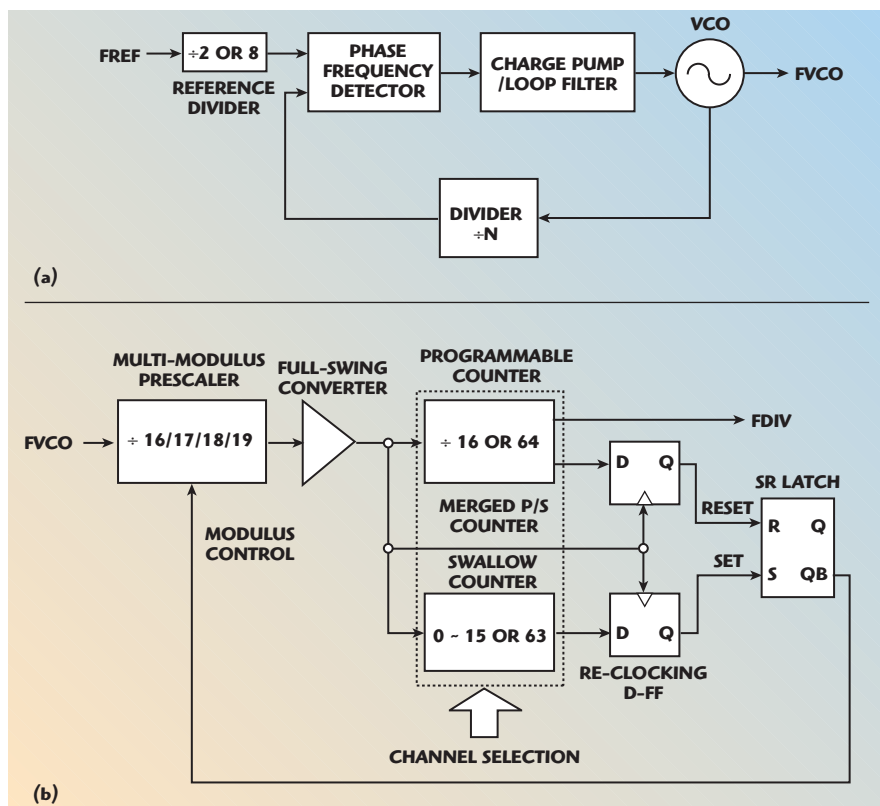 VCO
FREF
÷2 OR 8
REFERENCE
DIVIDER
PHASE
FREQUENCY
DETECTOR
CHARGE PUMP
/LOOP FILTER
FVCO
DIVIDER
÷N
(a)
MULTI-MODULUS
PRESCALER
FULL-SWING
CONVERTER
PROGRAMMABLE
COUNTER
FVCO
÷ 16/17/18/19
÷ 16 OR 64
FDIV
D Q
SR LATCH
RESET
R Q
MODULUS
CONTROL
MERGED P/S
COUNTER
SWALLOW
COUNTER
SET
S QB
0 ~ 15 OR 63
D Q
RE-CLOCKING
D-FF
CHANNEL SELECTION
(b)